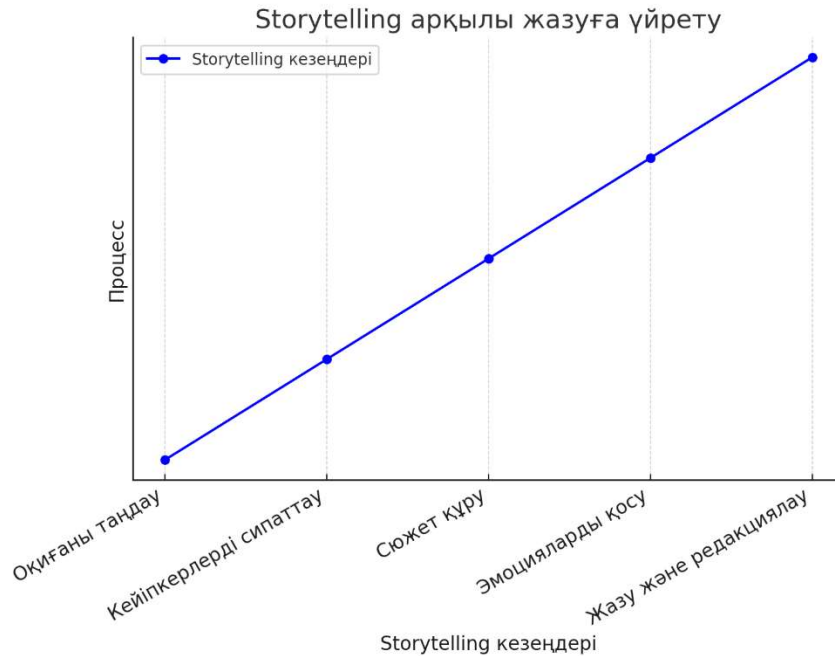 Storytelling арқылы жазуға үйрету
Storytelling кезеңдері
Процесс
Оқиғаны таңдау
Кейіпкерлерді сипаттау
Сюжет құру
Эмоцияларды қосу
Жазу және редакциялау
Storytelling кезеңдері